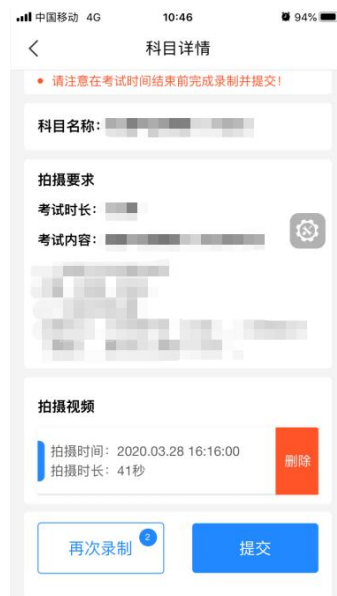 中国移动 4G 10:46 94%
科目详情
请注意在考试时间结束前完成录制并提交!
科目名称:
拍摄要求
考试时长:
考试内容:
拍摄视频
拍摄时间: 2020.03.28 16:16:00
拍摄时长: 41秒
删除
再次录制 2
提交